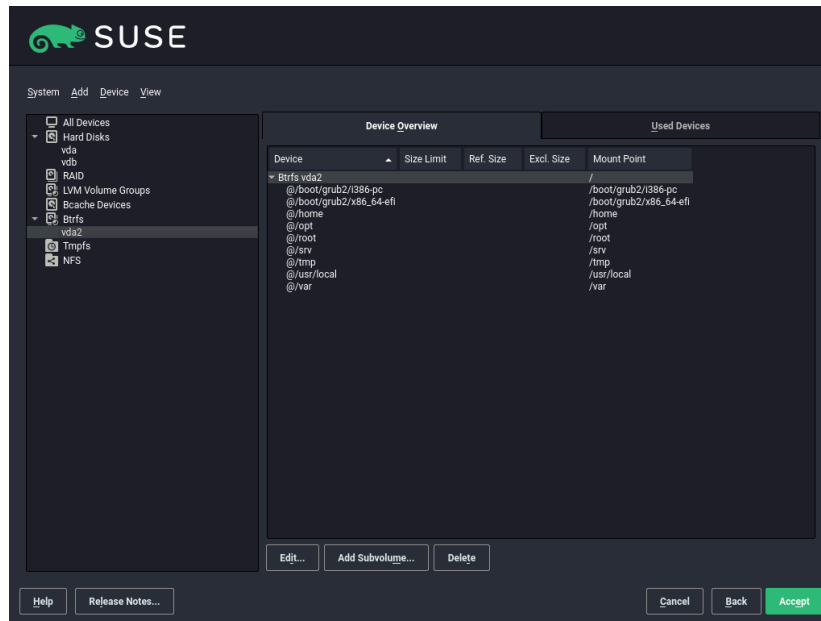 SUSE
System Add Device View
All Devices
Hard Disks
vda
vdb
RAID
LVM Volume Groups
Bcache Devices
Btrfs
vda2
Tmpfs
NFS
Device Overview Used Devices
Device Size Limit Ref. Size Excl. Size Mount Point
Btrfs vda2 /
@/boot/grub2/i386-pc /boot/grub2/i386-pc
@/boot/grub2/x86_64-efi /boot/grub2/x86_64-efi
@/home /home
@/opt /opt
@/root /root
@/srv /srv
@/tmp /tmp
@/usr/local /usr/local
@/var /var
Edit... Add Subvolume... Delete
Help Release Notes... Cancel Back Accept